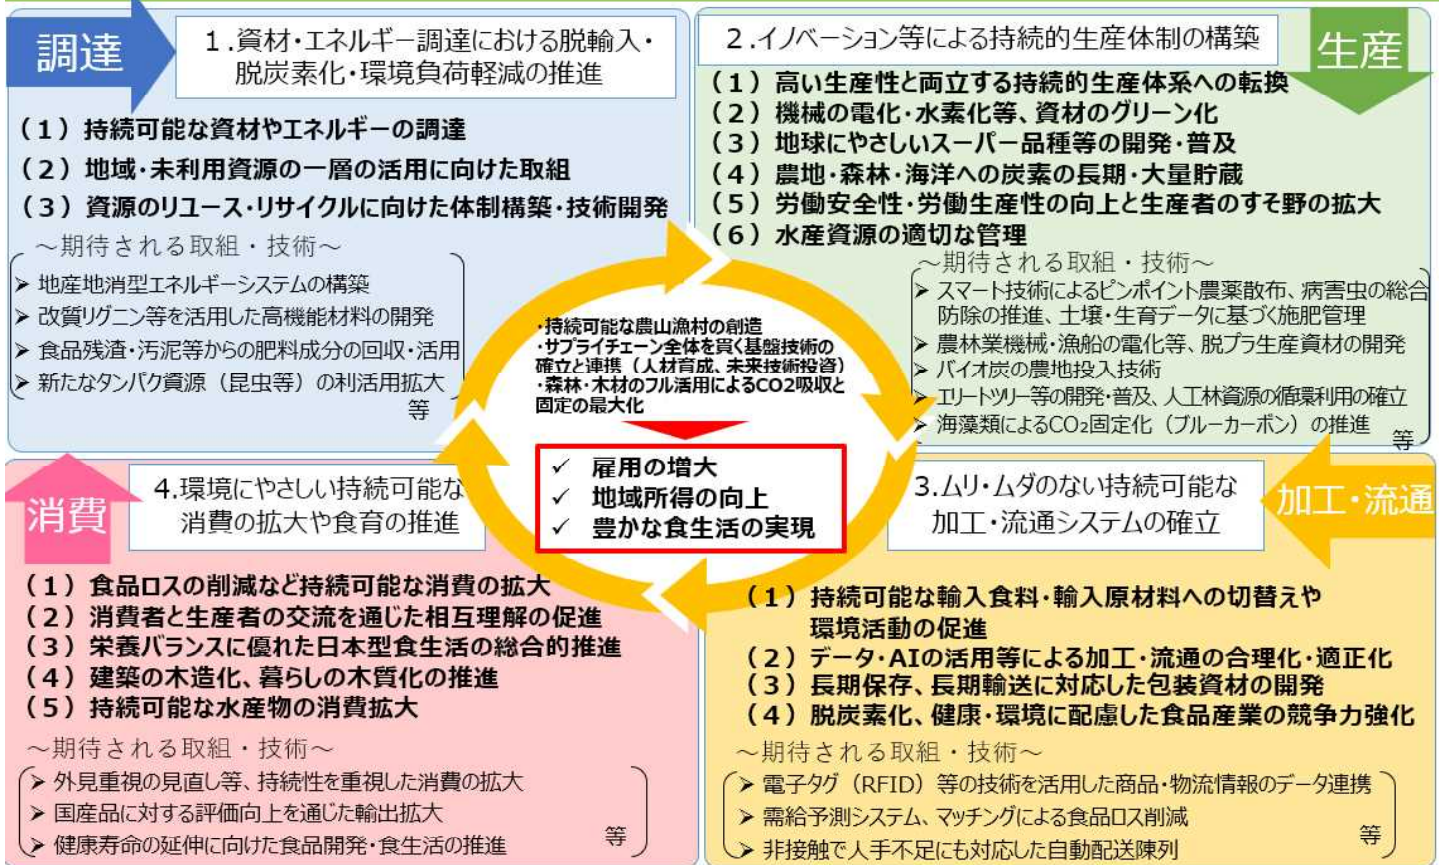 調達
1.資材・エネルギー調達における脱輸入・
脱炭素化・環境負荷軽減の推進
(1)持続可能な資材やエネルギーの調達
(2)地域・未利用資源の一層の活用に向けた取組
(3)資源のリユース・リサイクルに向けた体制構築・技術開発
～期待される取組・技術～
➢ 地産地消型エネルギーシステムの構築
➢ 改質リグニン等を活用した高機能材料の開発
➢ 食品残渣・汚泥等からの肥料成分の回収・活用
➢ 新たなタンパク資源（昆虫等）の利活用拡大
等
2.イノベーション等による持続的生産体制の構築
生産
(1)高い生産性と両立する持続的生産体系への転換
(2)機械の電化・水素化等、資材のグリーン化
(3)地球にやさしいスーパー品種等の開発・普及
(4)農地・森林・海洋への炭素の長期・大量貯蔵
(5)労働安全性・労働生産性の向上と生産者のすそ野の拡大
(6)水産資源の適切な管理
～期待される取組・技術～
➢ スマート技術によるピンポイント農薬散布、病害虫の総合
防除の推進、土壌・生育データに基づく施肥管理
➢ 農林業機械・漁船の電化等、脱プラ生産資材の開発
➢ バイオ炭の農地投入技術
➢ エリートツリー等の開発・普及、人工林資源の循環利用の確立
➢ 海藻類によるCO₂固定化（ブルーカーボン）の推進
等
・持続可能な農山漁村の創造
・サプライチェーン全体を貫く基盤技術の
確立と連携（人材育成、未来技術投資）
・森林・木材のフル活用によるCO2吸収と
固定の最大化
✓ 雇用の増大
✓ 地域所得の向上
✓ 豊かな食生活の実現
3.ムリ・ムダのない持続可能な
加工・流通システムの確立
加工・流通
(1)持続可能な輸入食料・輸入原材料への切替えや
環境活動の促進
(2)データ・AIの活用等による加工・流通の合理化・適正化
(3)長期保存、長期輸送に対応した包装資材の開発
(4)脱炭素化、健康・環境に配慮した食品産業の競争力強化
～期待される取組・技術～
➢ 電子タグ（RFID）等の技術を活用した商品・物流情報のデータ連携
➢ 需給予測システム、マッチングによる食品ロス削減
➢ 非接触で人手不足にも対応した自動配送陳列
等
消費
4.環境にやさしい持続可能な
消費の拡大や食育の推進
(1)食品ロスの削減など持続可能な消費の拡大
(2)消費者と生産者の交流を通じた相互理解の促進
(3)栄養バランスに優れた日本型食生活の総合的推進
(4)建築の木造化、暮らしの木質化の推進
(5)持続可能な水産物の消費拡大
～期待される取組・技術～
➢ 外見重視の見直し等、持続性を重視した消費の拡大
➢ 国産品に対する評価向上を通じた輸出拡大
➢ 健康寿命の延伸に向けた食品開発・食生活の推進
等